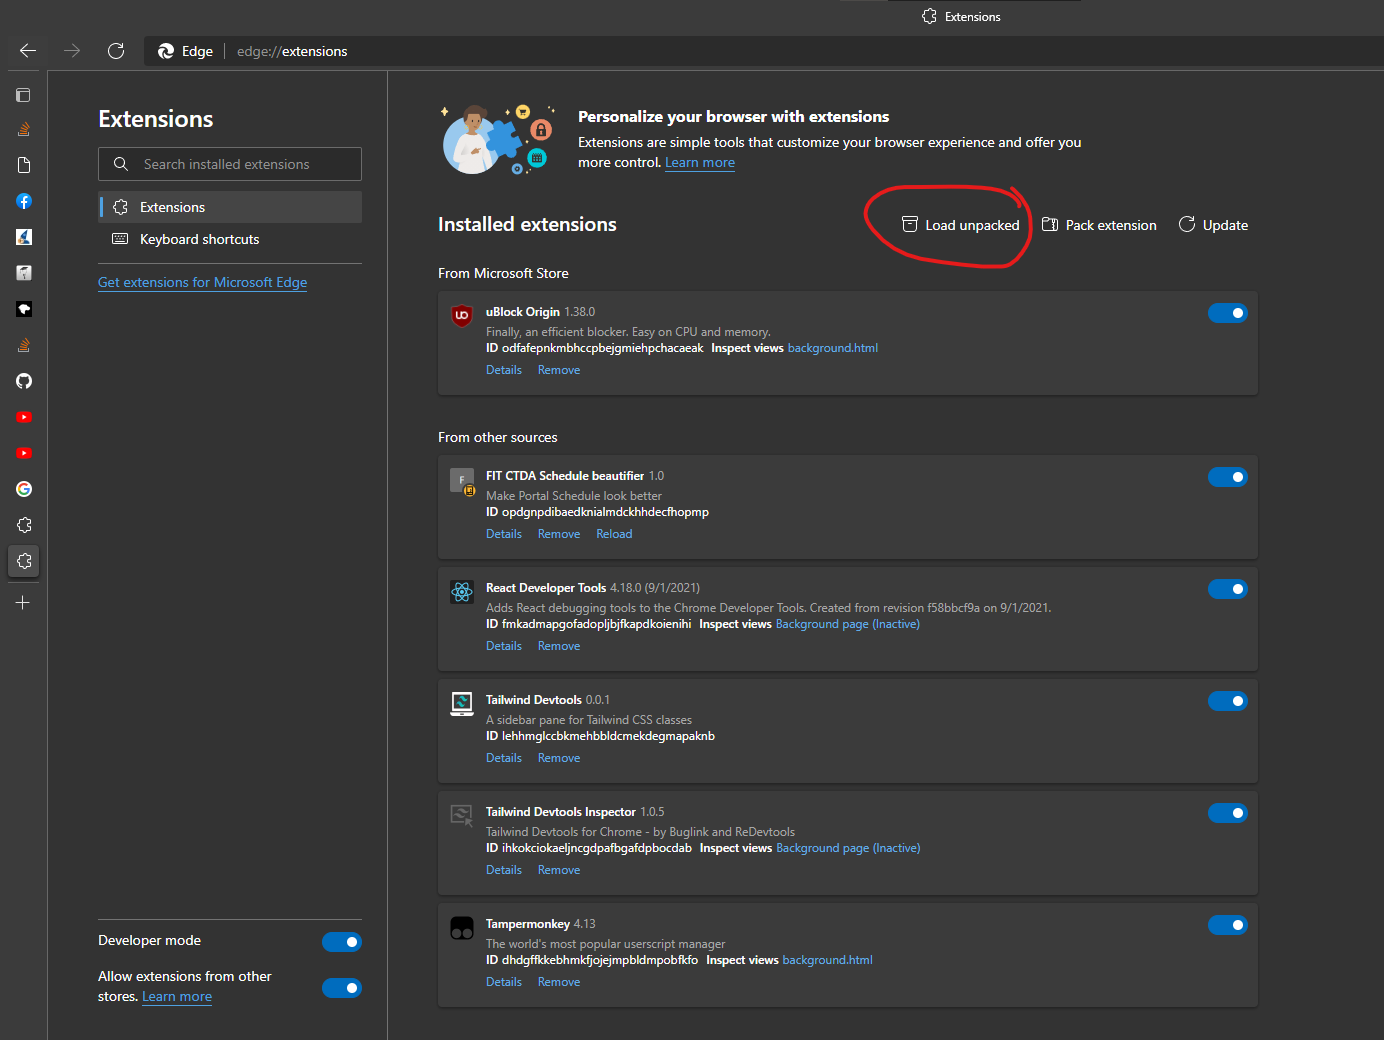 Extensions
Edge edge://extensions
Extensions
Search installed extensions
Extensions
Keyboard shortcuts
Get extensions for Microsoft Edge
Developer mode
Allow extensions from other
stores. Learn more
Personalize your browser with extensions
Extensions are simple tools that customize your browser experience and offer you
more control. Learn more
Installed extensions
Load unpacked
Pack extension
Update
From Microsoft Store
uBlock Origin 1.38.0
Finally, an efficient blocker. Easy on CPU and memory.
ID odfafepnkmbhccpbejgmiehpchacaeak Inspect views background.html
Details Remove
From other sources
F
FIT CTDA Schedule beautifier 1.0
Make Portal Schedule look better
ID opdgnpdibaedknialmdckhhdecfhopmp
Details Remove Reload
React Developer Tools 4.18.0 (9/1/2021)
Adds React debugging tools to the Chrome Developer Tools. Created from revision f58bbcf9a on 9/1/2021.
ID fmkadmapgofadopljbjfkapdkoienihi Inspect views Background page (Inactive)
Details Remove
Tailwind Devtools 0.0.1
A sidebar pane for Tailwind CSS classes
ID lehhmglccbkmehbbldcmekdegmapaknb
Details Remove
Tailwind Devtools Inspector 1.0.5
Tailwind Devtools for Chrome - by Buglink and ReDevtools
ID ihkokciokaeljncgdpafbgafdpbocdab Inspect views Background page (Inactive)
Details Remove
Tampermonkey 4.13
The world's most popular userscript manager
ID dhdgffkkebhmkfjojejmpbldmpobfkfo Inspect views background.html
Details Remove